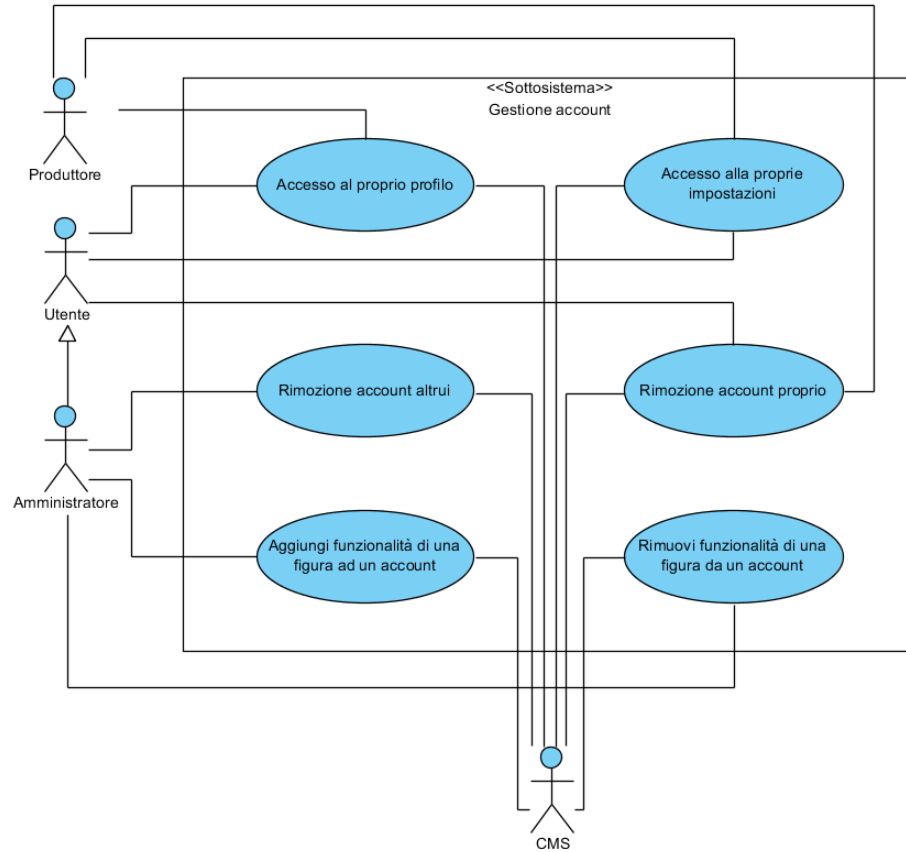 <<Sottosistema>>
Gestione account
Produttore
Accesso al proprio profilo
Accesso alla proprie
impostazioni
Utente
Rimozione account altrui
Rimozione account proprio
Amministratore
Aggiungi funzionalità di una
figura ad un account
Rimuovi funzionalità di una
figura da un account
CMS